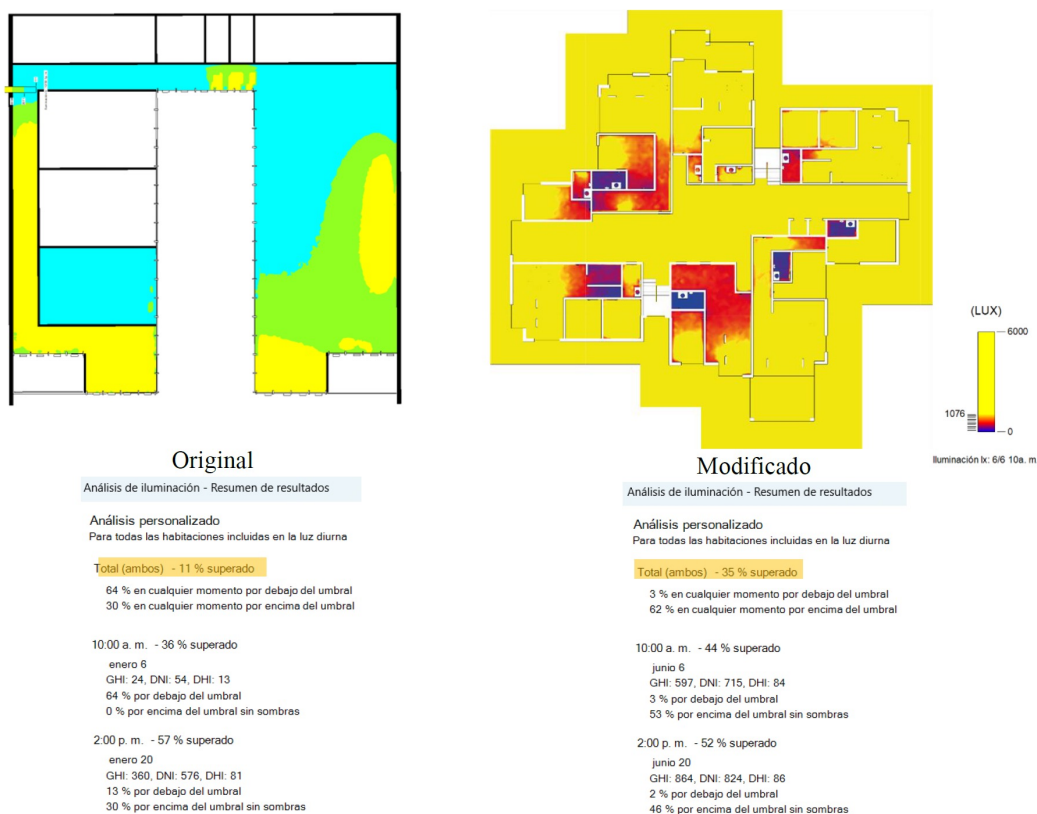 (LUX)
6000
1076
0
Iluminación lx: 6/6 10a. m
Original
Análisis de iluminación - Resumen de resultados
Análisis personalizado
Para todas las habitaciones incluidas en la luz diurna
Total (ambos) - 11 % superado
64 % en cualquier momento por debajo del umbral
30 % en cualquier momento por encima del umbral
10:00 a. m. - 36 % superado
enero 6
GHI: 24, DNI: 54, DHI: 13
64 % por debajo del umbral
0 % por encima del umbral sin sombras
2:00 p. m. - 57 % superado
enero 20
GHI: 360, DNI: 576, DHI: 81
13 % por debajo del umbral
30 % por encima del umbral sin sombras
Modificado
Análisis de iluminación - Resumen de resultados
Análisis personalizado
Para todas las habitaciones incluidas en la luz diurna
Total (ambos) - 35 % superado
3 % en cualquier momento por debajo del umbral
62 % en cualquier momento por encima del umbral
10:00 a. m. - 44 % superado
junio 6
GHI: 597, DNI: 715, DHI: 84
3 % por debajo del umbral
53 % por encima del umbral sin sombras
2:00 p. m. - 52 % superado
junio 20
GHI: 864, DNI: 824, DHI: 86
2 % por debajo del umbral
46 % por encima del umbral sin sombras